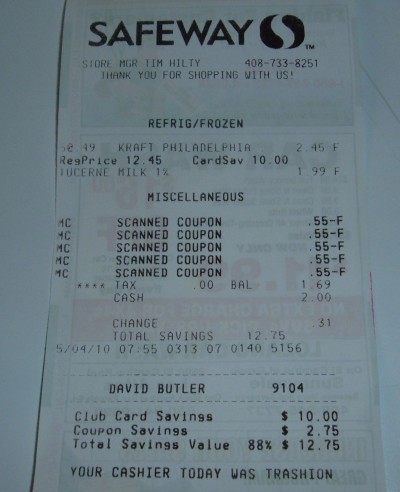 SAFEWAY TM
STORE MGR TIM HILTY 408-733-8251
THANK YOU FOR SHOPPING WITH US!
REFRIG/FROZEN
49 KRAFT PHILADELPHIA 2.45 F
RegPrice 12.45 CardSav 10.00
LUCERNE MILK 1% 1.99 F
MISCELLANEOUS
MC SCANNED COUPON .55-F
MC SCANNED COUPON .55-F
MC SCANNED COUPON .55-F
MC SCANNED COUPON .55-F
MC SCANNED COUPON .55-F
**** TAX .00 BAL 1.69
CASH 2.00
CHANGE .31
TOTAL SAVINGS 12.75
5/04/10 07:55 0313 07 0140 5156
DAVID BUTLER 9104
Club Card Savings $ 10.00
Coupon Savings $ 2.75
Total Savings Value 88% $ 12.75
YOUR CASHIER TODAY WAS TRASHION